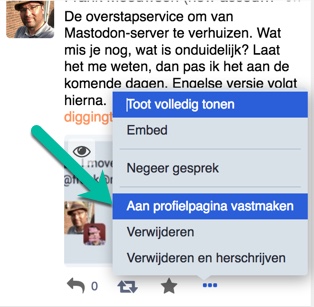 De overstapservice om van
Mastodon-server te verhuizen. Wat
mis je nog, wat is onduidelijk? Laat
het me weten, dan pas ik het aan de
komende dagen. Engelse versie volgt
hierna.
diggingt
Toot volledig tonen
Embed
Negeer gesprek
Aan profielpagina vastmaken
Verwijderen
Verwijderen en herschrijven
move
0